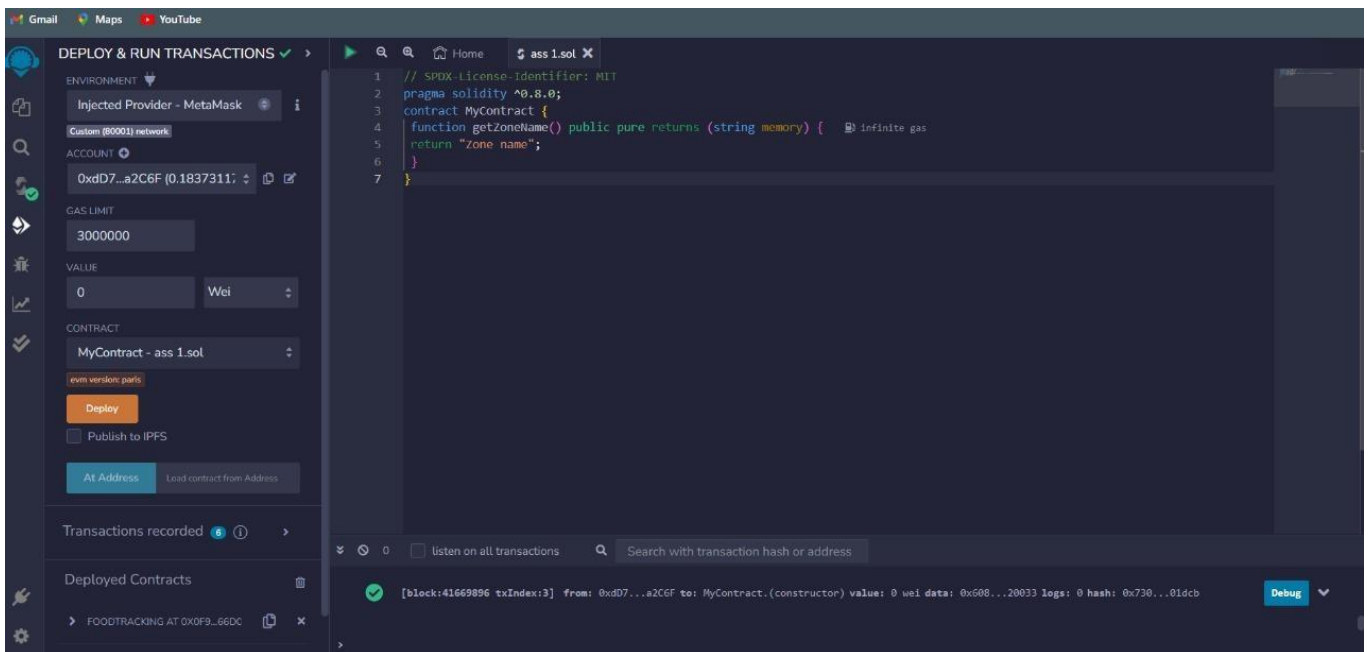 Gmail Maps YouTube
DEPLOY & RUN TRANSACTIONS
ENVIRONMENT
Injected Provider - MetaMask
Custom (80001) network
ACCOUNT
0xdD7...a2C6F (0.1837311
GAS LIMIT
3000000
VALUE
0 Wei
CONTRACT
MyContract - ass 1.sol
evm version: paris
Deploy
Publish to IPFS
At Address Load contract from Address
Transactions recorded 6
Deployed Contracts
FOODTRACKING AT 0X0F9...66DC
Home ass 1.sol
1 // SPDX-License-Identifier: MIT
2 pragma solidity ^0.8.0;
3 contract MyContract {
4 function getZoneName() public pure returns (string memory) { infinite gas
5 return "Zone name";
6 }
7 }
0 listen on all transactions Search with transaction hash or address
[block:41669896 txIndex:3] from: 0xdD7...a2C6F to: MyContract.(constructor) value: 0 wei data: 0x608...20033 logs: 0 hash: 0x730...01dcb Debug
>